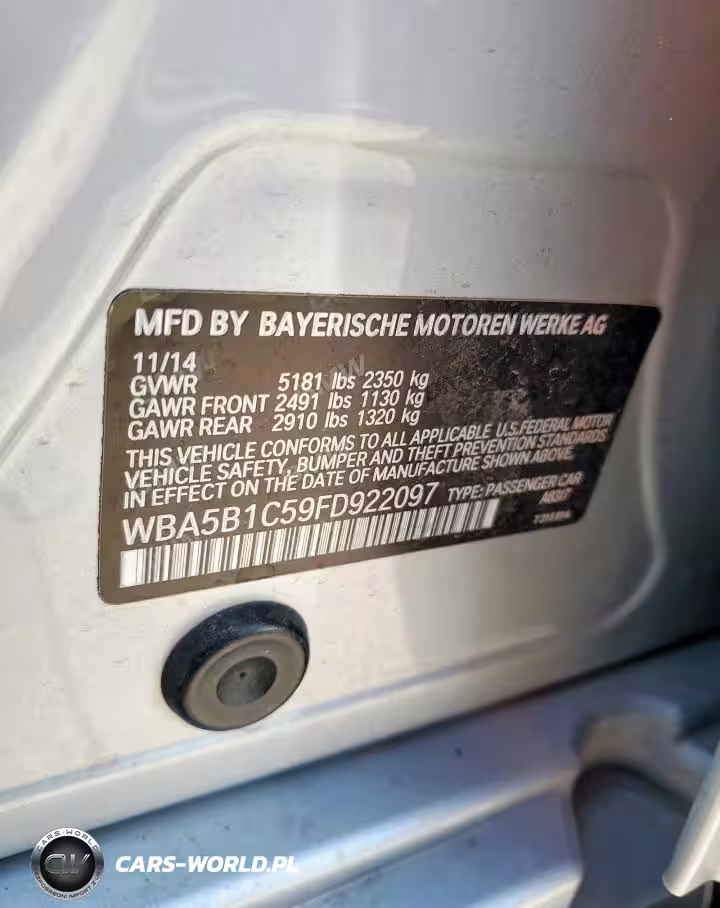 MFD BY BAYERISCHE MOTOREN WERKE AG
11/14
GVWR 5181 lbs 2350 kg
GAWR FRONT 2491 lbs 1130 kg
GAWR REAR 2910 lbs 1320 kg
THIS VEHICLE CONFORMS TO ALL APPLICABLE U.S. FEDERAL MOTOR
VEHICLE SAFETY, BUMPER AND THEFT PREVENTION STANDARDS
IN EFFECT ON THE DATE OF MANUFACTURE SHOWN ABOVE.
WBA5B1C59FD922097 TYPE: PASSENGER CAR
CARS-WORLD
CARS-WORLD.PL